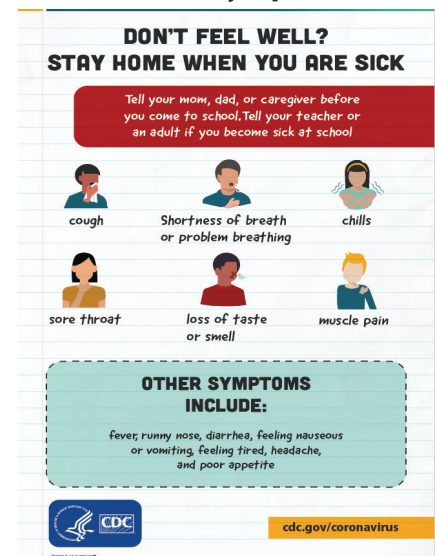 DON'T FEEL WELL?
STAY HOME WHEN YOU ARE SICK
Tell your mom, dad, or caregiver before
you come to school. Tell your teacher or
an adult if you become sick at school
cough
Shortness of breath
or problem breathing
chills
sore throat
loss of taste
or smell
muscle pain
OTHER SYMPTOMS
INCLUDE:
fever, runny nose, diarrhea, feeling nauseous
or vomiting, feeling tired, headache,
and poor appetite
CDC
cdc.gov/coronavirus